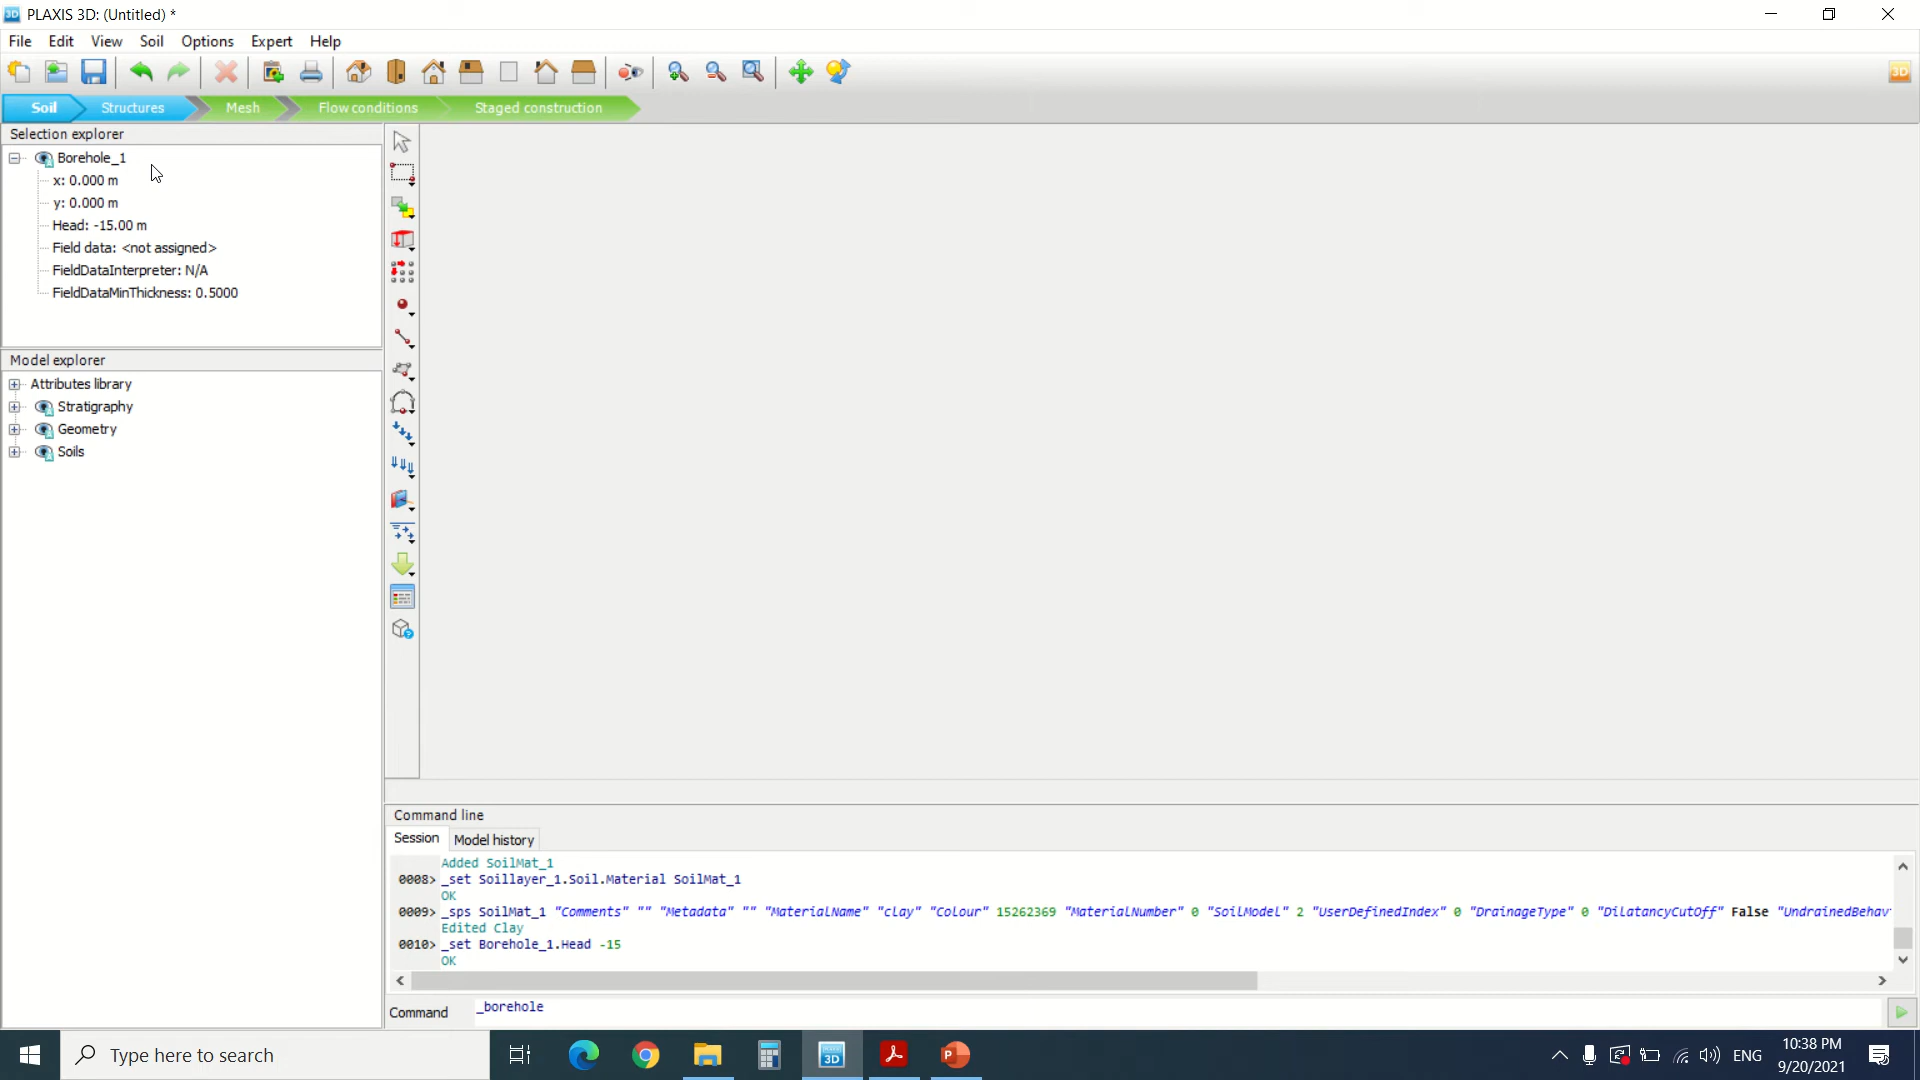 PLAXIS 3D: (Untitled) *
File Edit View Soil Options Expert Help
Soil Structures Mesh Flow conditions Staged construction
Selection explorer
Borehole_1
x: 0.000 m
y: 0.000 m
Head: -15.00 m
Field data: <not assigned>
FieldDataInterpreter: N/A
FieldDataMinThickness: 0.5000
Model explorer
Attributes library
Stratigraphy
Geometry
Soils
Command line
Session Model history
Added SoilMat_1
0008> _set Soillayer_1.Soil.Material SoilMat_1
OK
0009> _sps SoilMat_1 "Comments" "" "Metadata" "" "MaterialName" "clay" "Colour" 15262369 "MaterialNumber" 0 "SoilModel" 2 "UserDefinedIndex" 0 "DrainageType" 0 "DilatancyCutOff" False "UndrainedBehav
Edited Clay
0010> _set Borehole_1.Head -15
OK
Command _borehole
Type here to search
3D
P
ENG
10:38 PM
9/20/2021